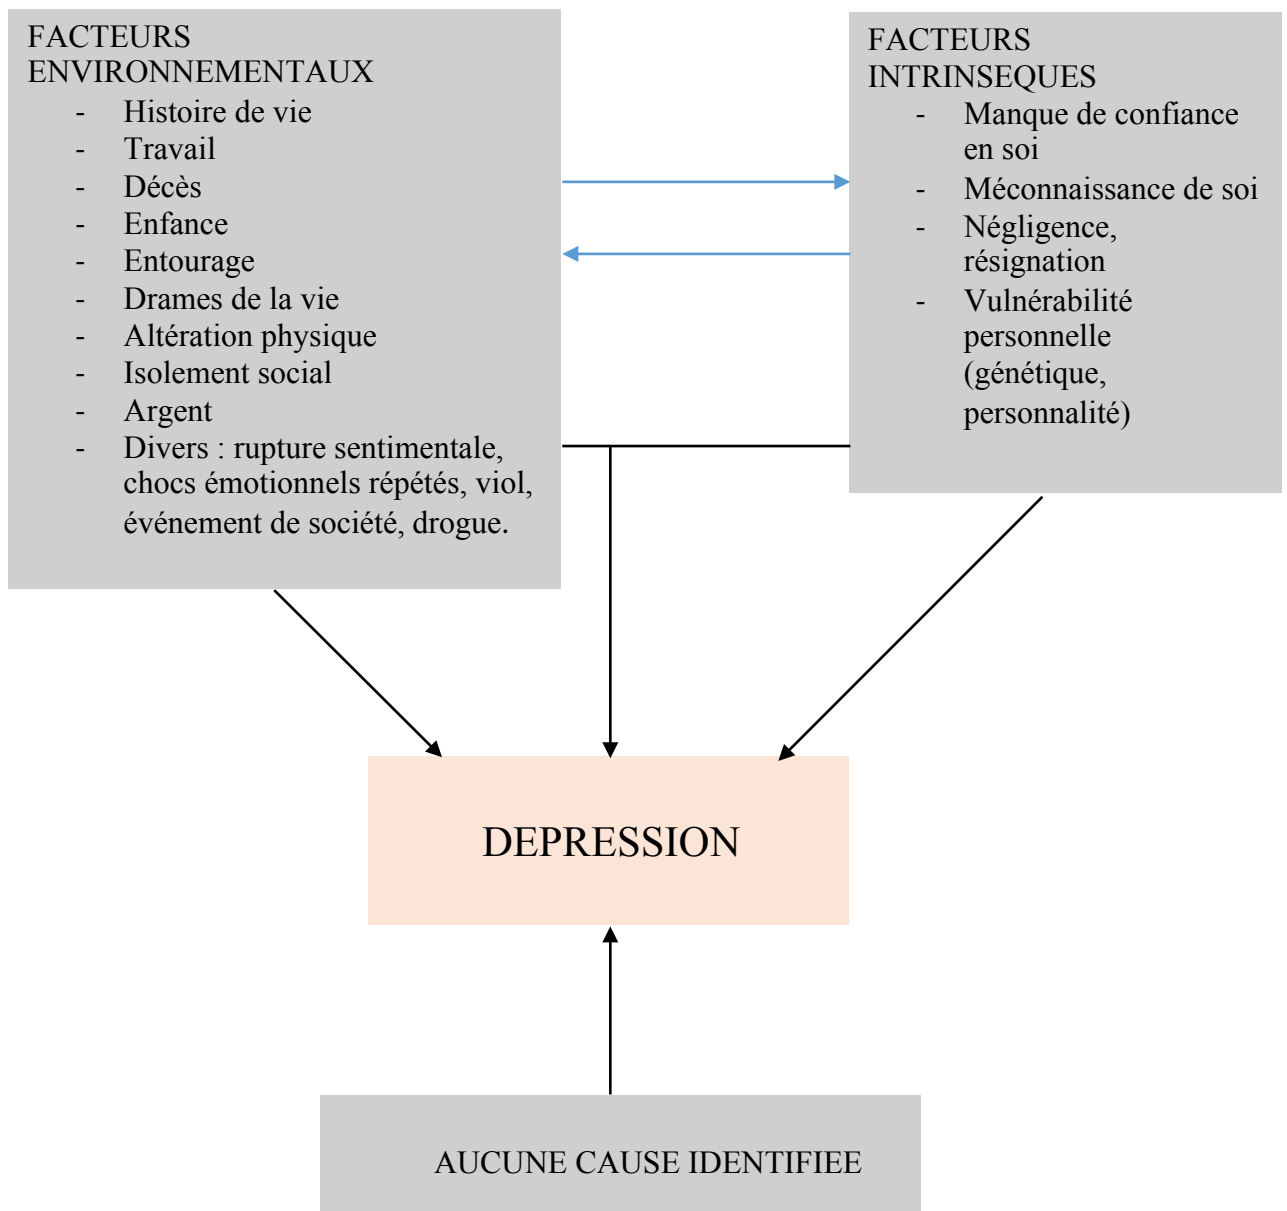 FACTEURS
ENVIRONNEMENTAUX
- Histoire de vie
- Travail
- Décès
- Enfance
- Entourage
- Drames de la vie
- Altération physique
- Isolement social
- Argent
- Divers : rupture sentimentale,
chocs émotionnels répétés, viol,
événement de société, drogue.
FACTEURS
INTRINSEQUES
- Manque de confiance
en soi
- Méconnaissance de soi
- Négligence,
résignation
- Vulnérabilité
personnelle
(génétique,
personnalité)
DEPRESSION
AUCUNE CAUSE IDENTIFIEE